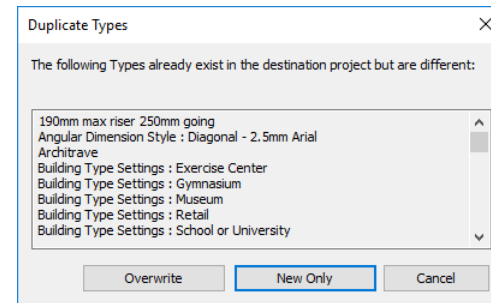 Duplicate Types
The following Types already exist in the destination project but are different:
190mm max riser 250mm going
Angular Dimension Style : Diagonal - 2.5mm Arial
Architrave
Building Type Settings : Exercise Center
Building Type Settings : Gymnasium
Building Type Settings : Museum
Building Type Settings : Retail
Building Type Settings : School or University
Overwrite
New Only
Cancel